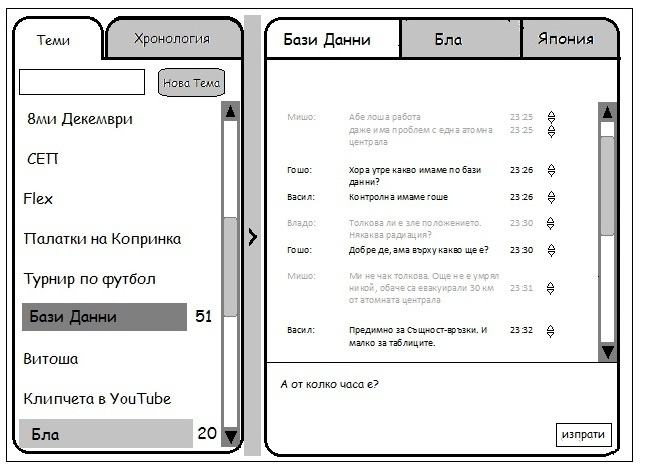 Теми
Хронология
Нова Тема
8ми Декември
СЕП
Flex
Палатки на Копринка
Турнир по футбол
Бази Данни 51
Витоша
Клипчета в YouTube
Бла 20
Бази Данни
Бла
Япония
Мишо: Абе лоша работа 23:25
даже има проблем с една атомна 23:25
централа
Гошо: Хора утре какво имаме по бази 23:26
данни?
Васил: Контролна имаме гоше 23:26
Владо: Толкова ли е зле положението. 23:30
Някаква радиация?
Гошо: Добре де, ама върху какво ще е? 23:30
Мишо: Ми не чак толкова. Още не е умрял
никой, обаче са евакуирали 30 км 23:31
от атомната централа
Васил: Предимно за Същност-връзки. И 23:32
малко за таблиците.
А от колко часа е?
изпрати